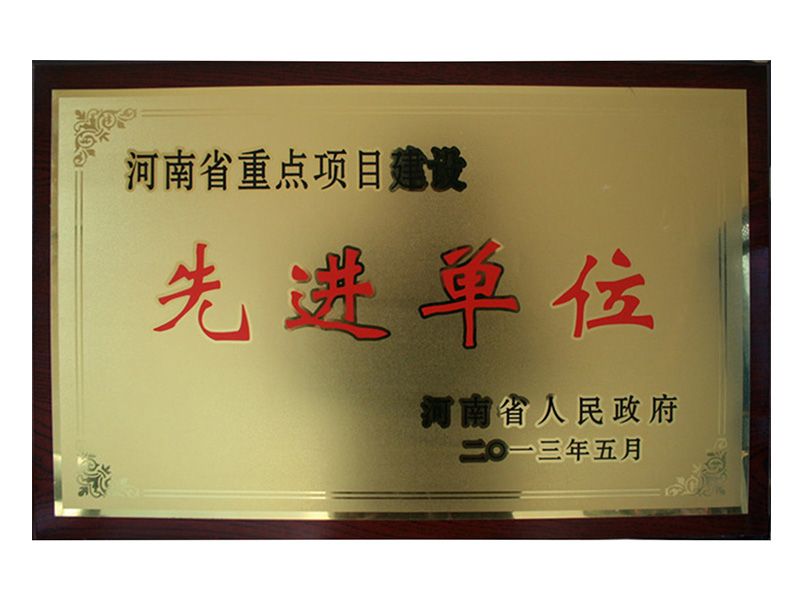 河南省重点项目建设
先进单位
河南省人民政府
二〇一三年五月